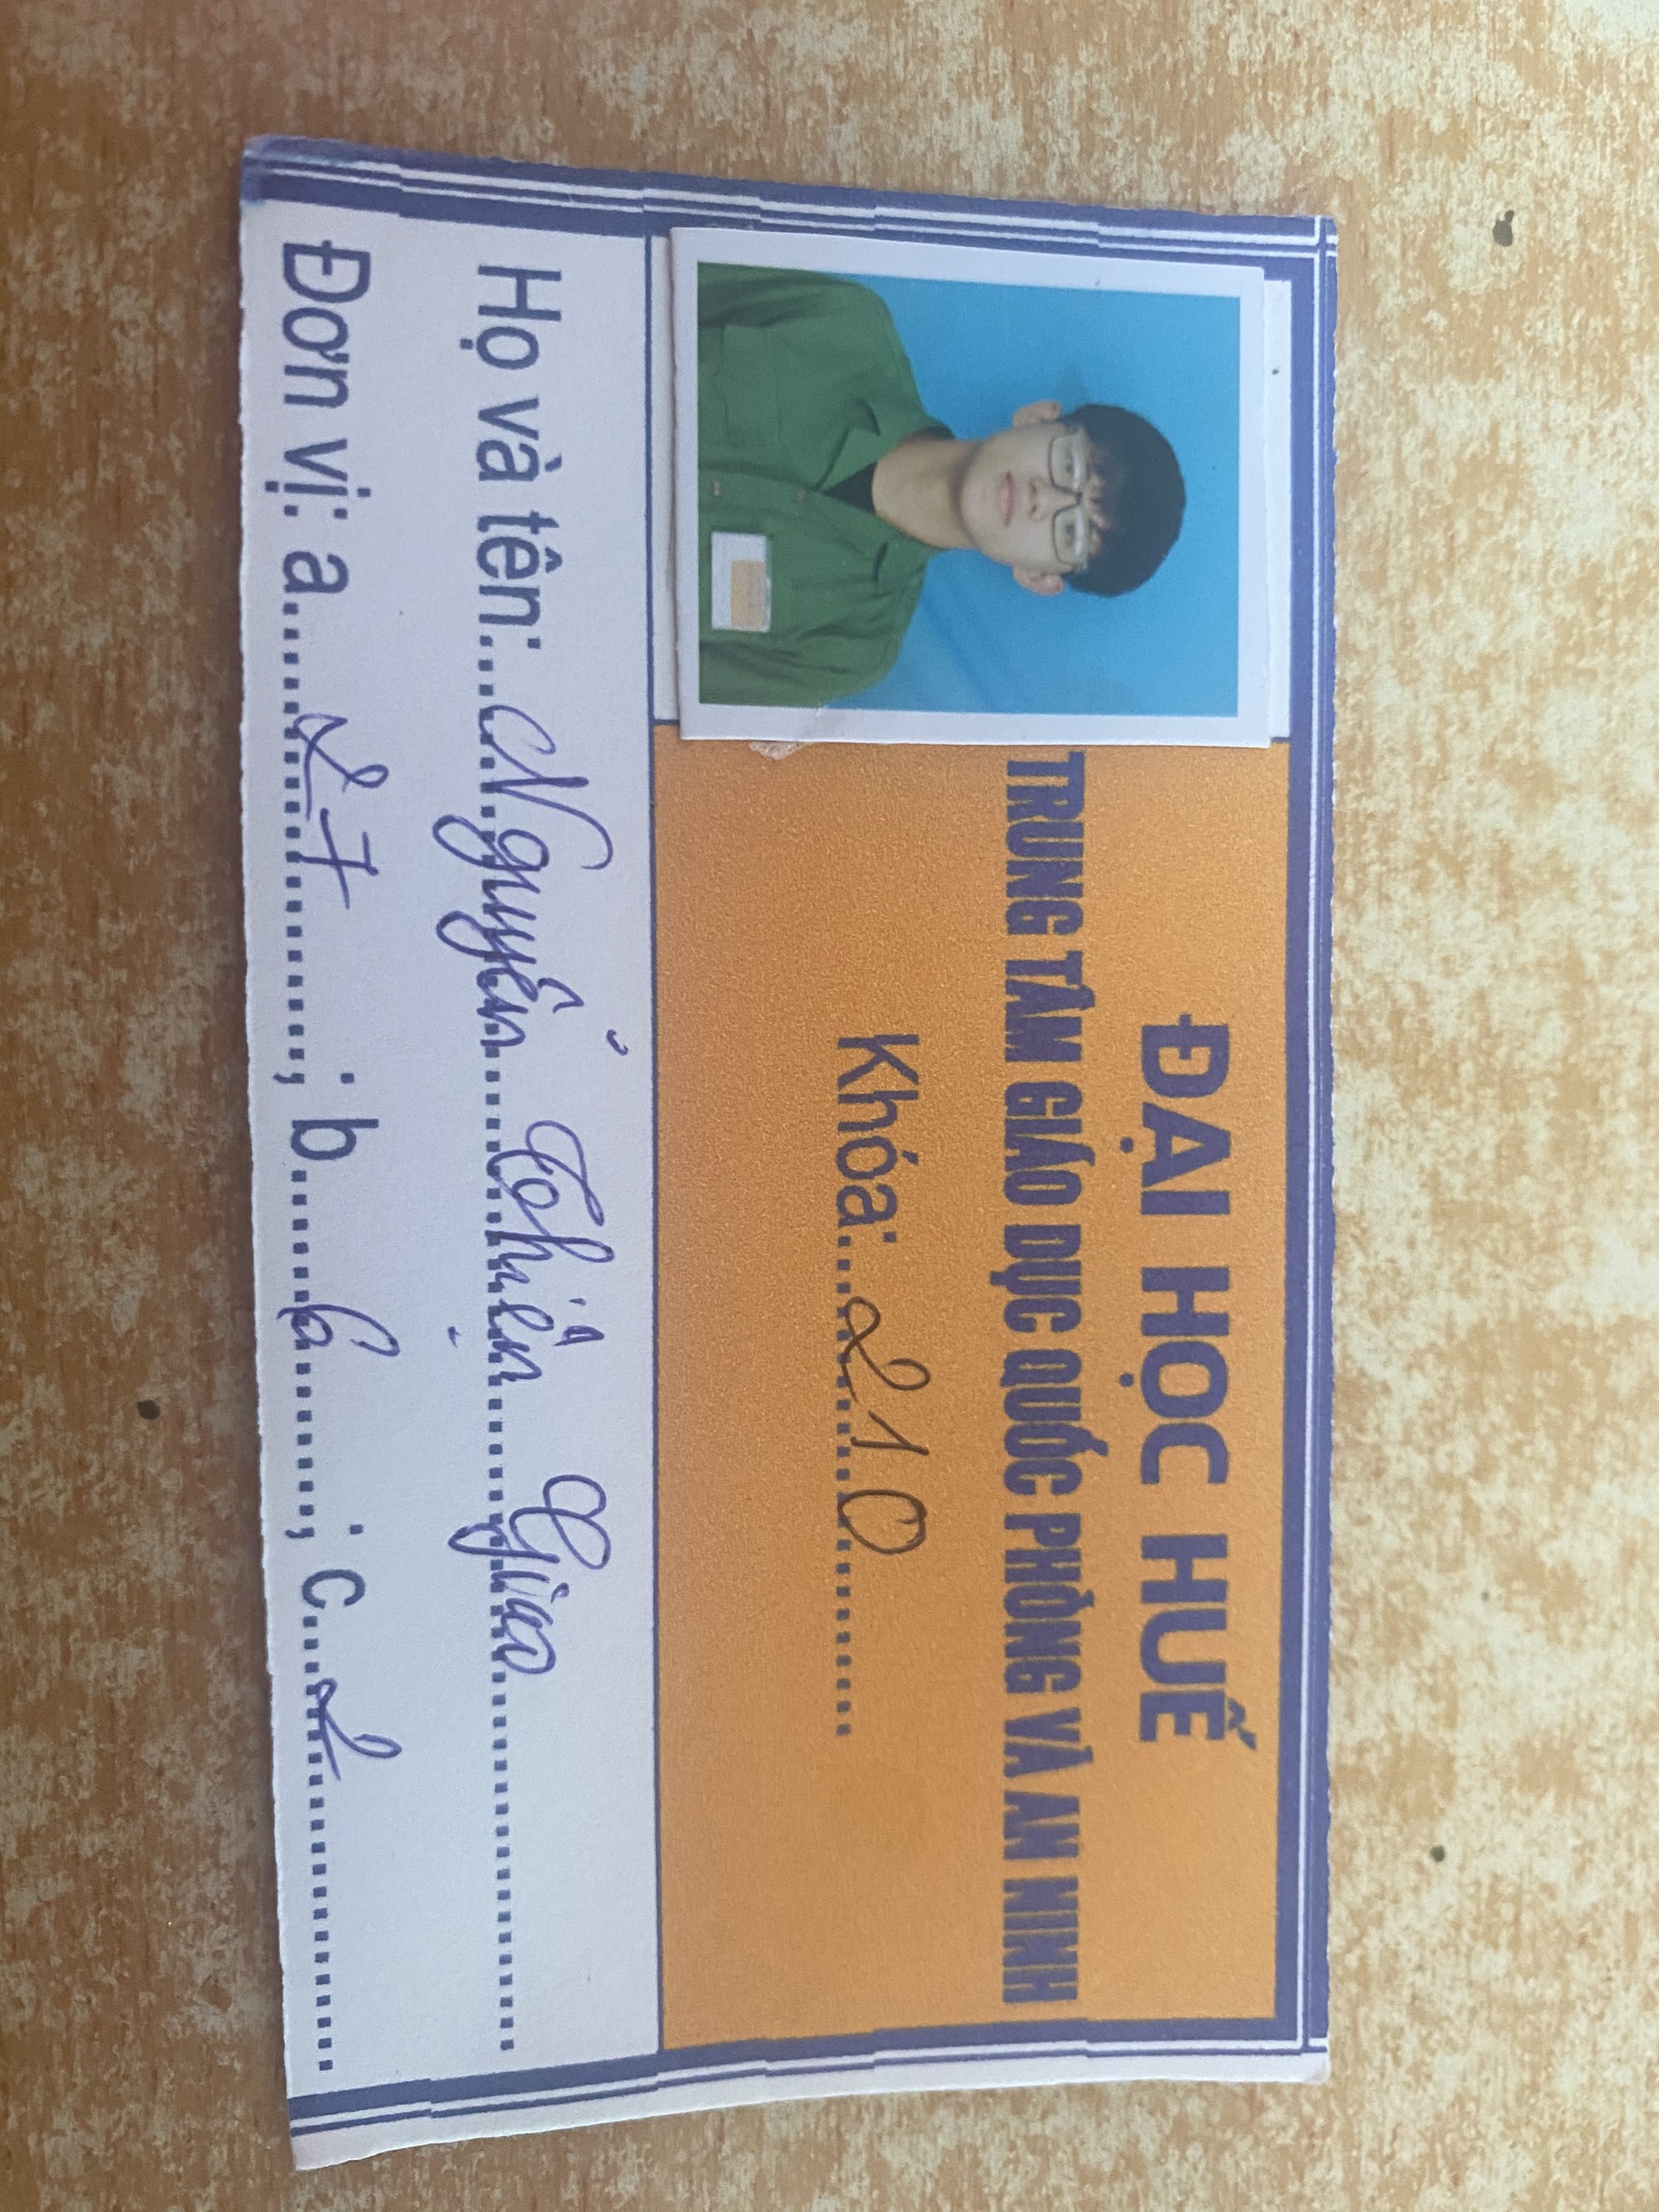 ĐẠI HỌC HUẾ
TRUNG TÂM GIÁO DỤC QUỐC PHÒNG VÀ AN NINH
Khóa:...210..........
Họ và tên:...Nguyễn Thiện Giao....................
Đơn vị: a.....27........; b......6........; c...2...............